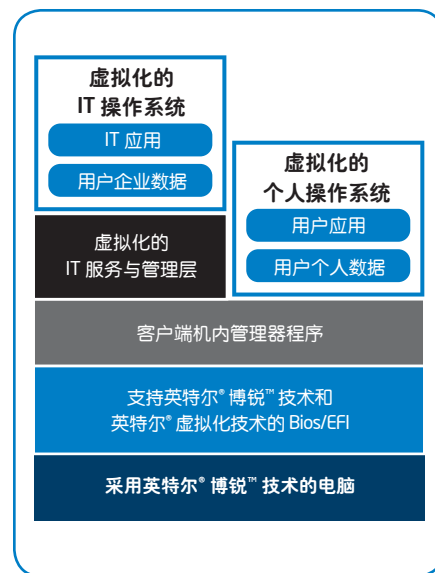 虚拟化的
IT 操作系统
IT 应用
用户企业数据
虚拟化的
个人操作系统
用户应用
用户个人数据
虚拟化的
IT 服务与管理层
客户端机内管理器程序
支持英特尔® 博锐™ 技术和
英特尔® 虚拟化技术的 Bios/EFI
采用英特尔® 博锐™ 技术的电脑